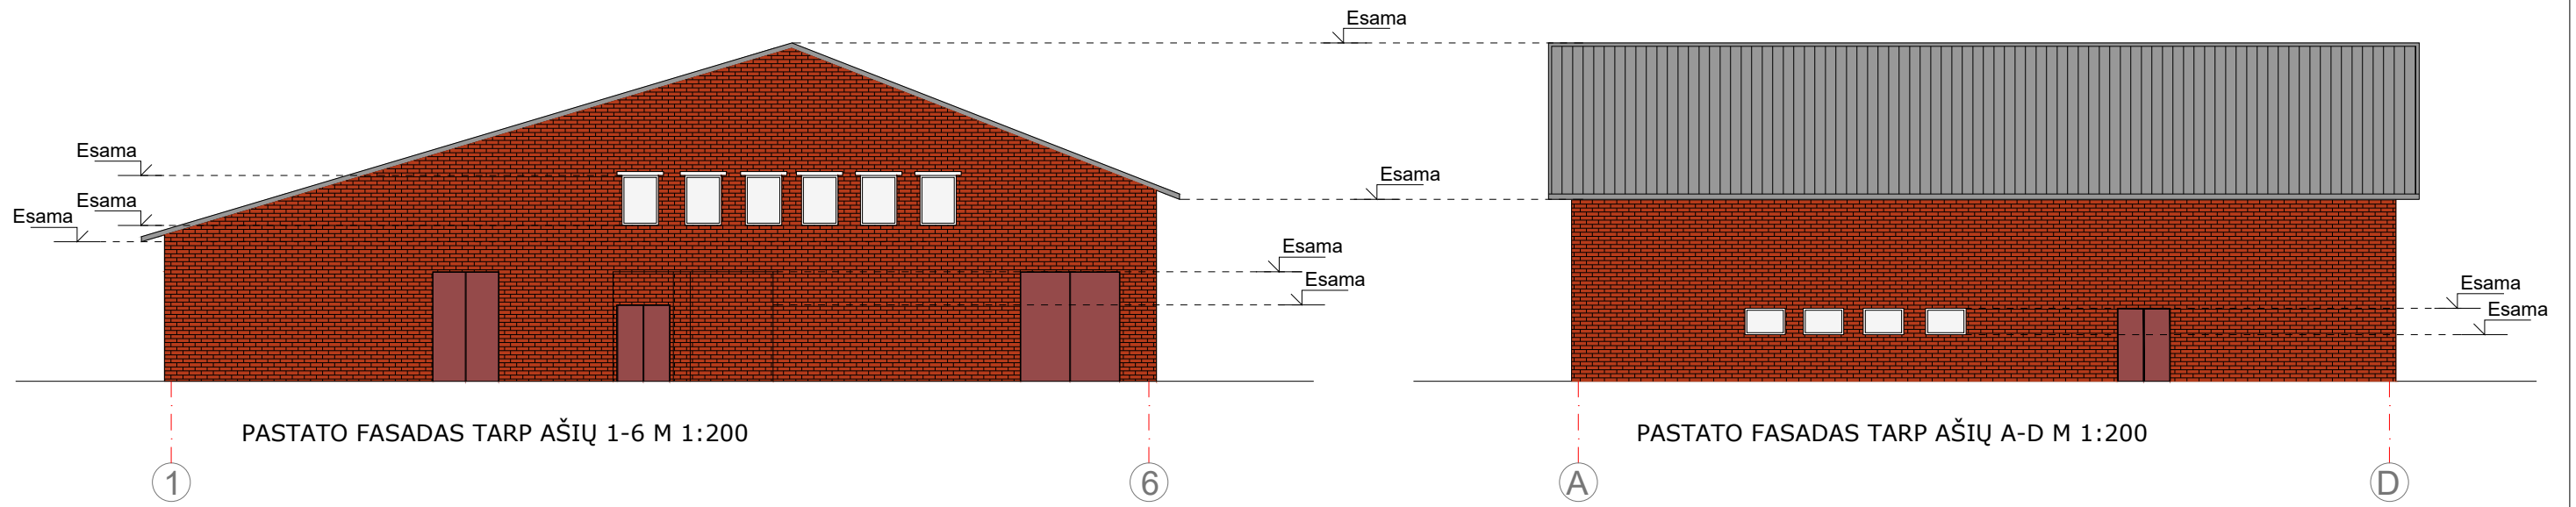 Esama
Esama
Esama
Esama
Esama
Esama
Esama
Esama
Esama
PASTATO FASADAS TARP AŠIŲ 1-6 M 1:200
PASTATO FASADAS TARP AŠIŲ A-D M 1:200
1
6
A
D